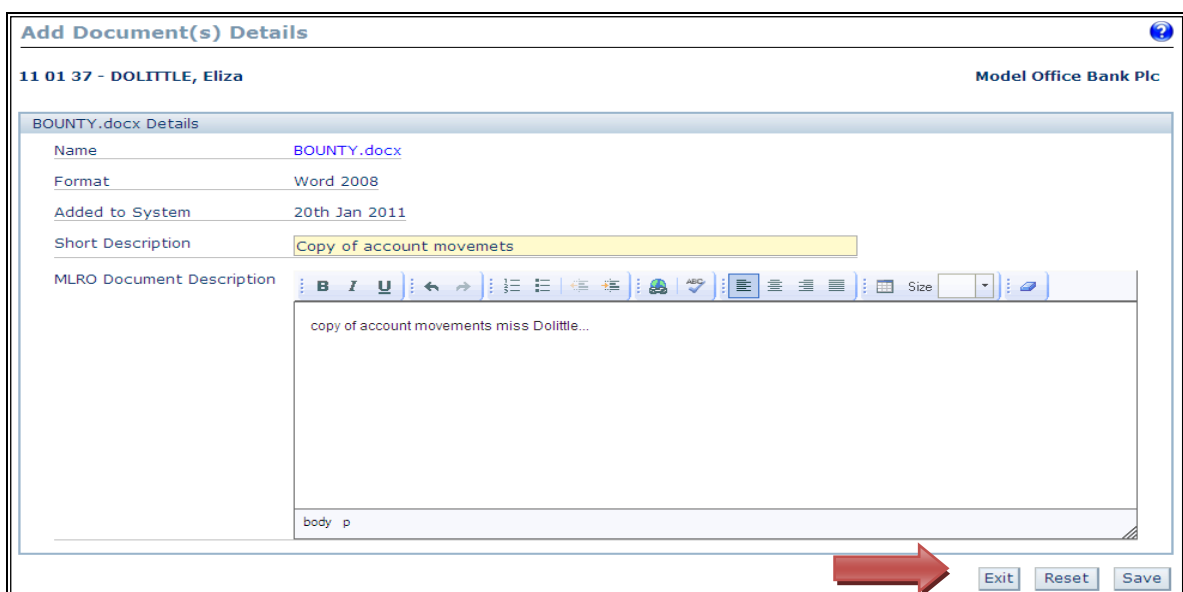 Add Document(s) Details
?
11 01 37 - DOLITTLE, Eliza Model Office Bank Plc
BOUNTY.docx Details
Name BOUNTY.docx
Format Word 2008
Added to System 20th Jan 2011
Short Description Copy of account movemets
MLRO Document Description
B I U ABC Size
copy of account movements miss Dolittle...
body p
Exit Reset Save